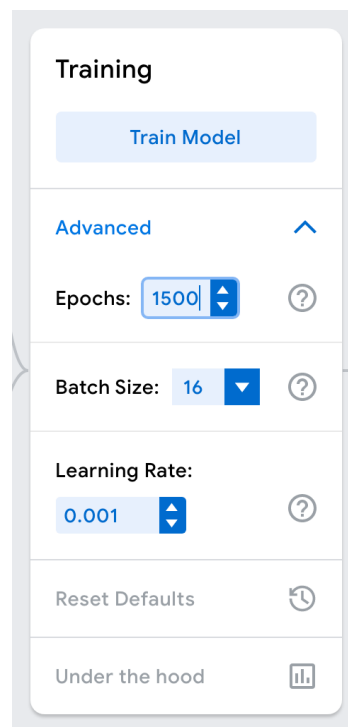 Training
Train Model
Advanced
Epochs: 1500
Batch Size: 16
Learning Rate:
0.001
Reset Defaults
Under the hood